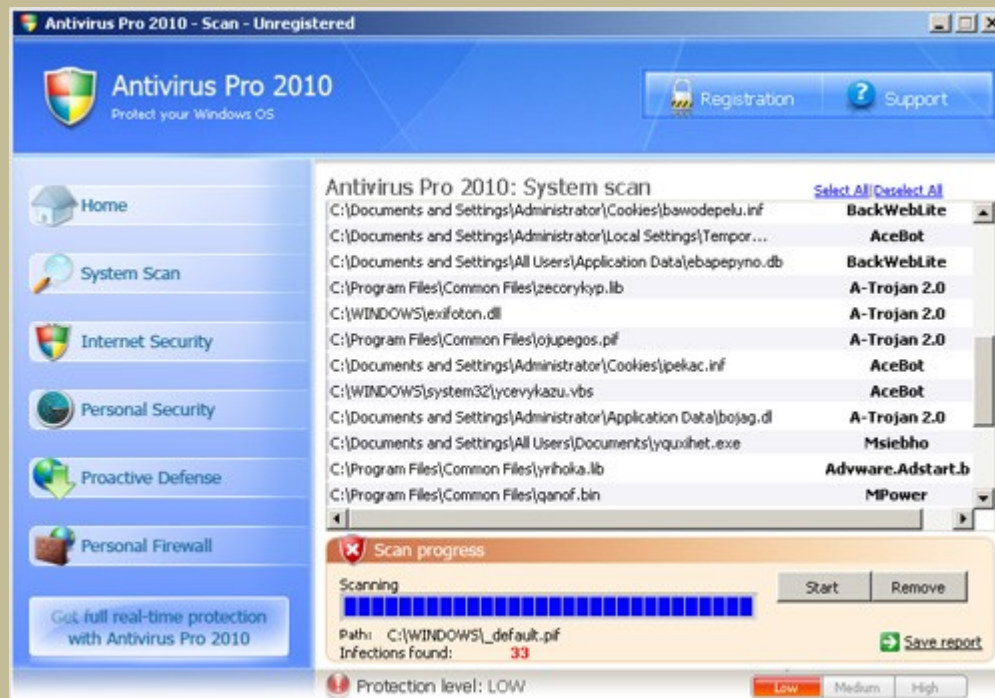 Antivirus Pro 2010 - Scan - Unregistered
Antivirus Pro 2010
Protect your Windows OS
Registration
Support
Home
System Scan
Internet Security
Personal Security
Proactive Defense
Personal Firewall
Get full real-time protection
with Antivirus Pro 2010
Antivirus Pro 2010: System scan
Select All|Deselect All
C:\Documents and Settings\Administrator\Cookies\bawodepelu.inf BackWebLite
C:\Documents and Settings\Administrator\Local Settings\Tempor... AceBot
C:\Documents and Settings\All Users\Application Data\ebapepyno.db BackWebLite
C:\Program Files\Common Files\zecorykyp.lib A-Trojan 2.0
C:\WINDOWS\exifoton.dll A-Trojan 2.0
C:\Program Files\Common Files\ojupegos.pif A-Trojan 2.0
C:\Documents and Settings\Administrator\Cookies\ipekac.inf AceBot
C:\WINDOWS\system32\ycevykazu.vbs AceBot
C:\Documents and Settings\Administrator\Application Data\bojag.dl A-Trojan 2.0
C:\Documents and Settings\All Users\Documents\yquxihet.exe Msiebho
C:\Program Files\Common Files\yrihoka.lib Advware.Adstart.b
C:\Program Files\Common Files\qanof.bin MPower
Scan progress
Scanning
Start
Remove
Path: C:\WINDOWS\_default.pif
Infections found: 33
Save report
Protection level: LOW
Low
Medium
High